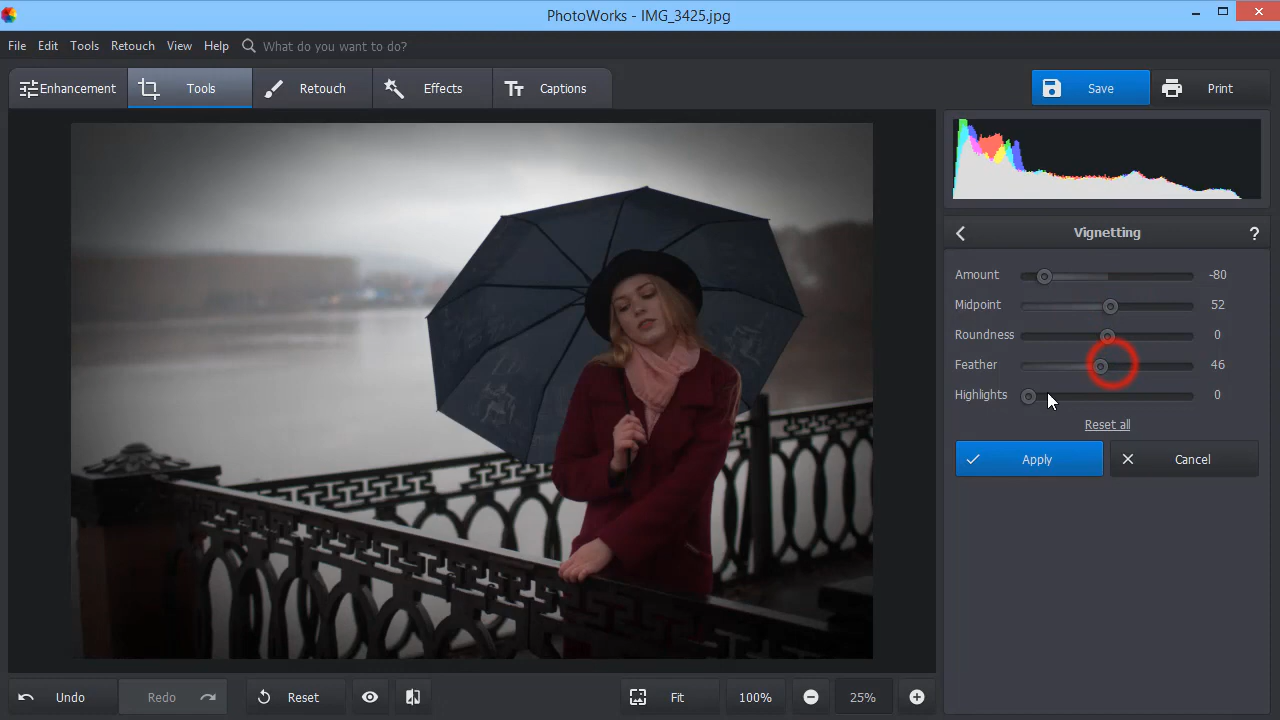 PhotoWorks - IMG_3425.jpg
File Edit Tools Retouch View Help What do you want to do?
Enhancement Tools Retouch Effects Captions Save Print
Vignetting ?
Amount -80
Midpoint 52
Roundness 0
Feather 46
Highlights 0
Reset all
Apply Cancel
Undo Redo Reset Fit 100% 25%